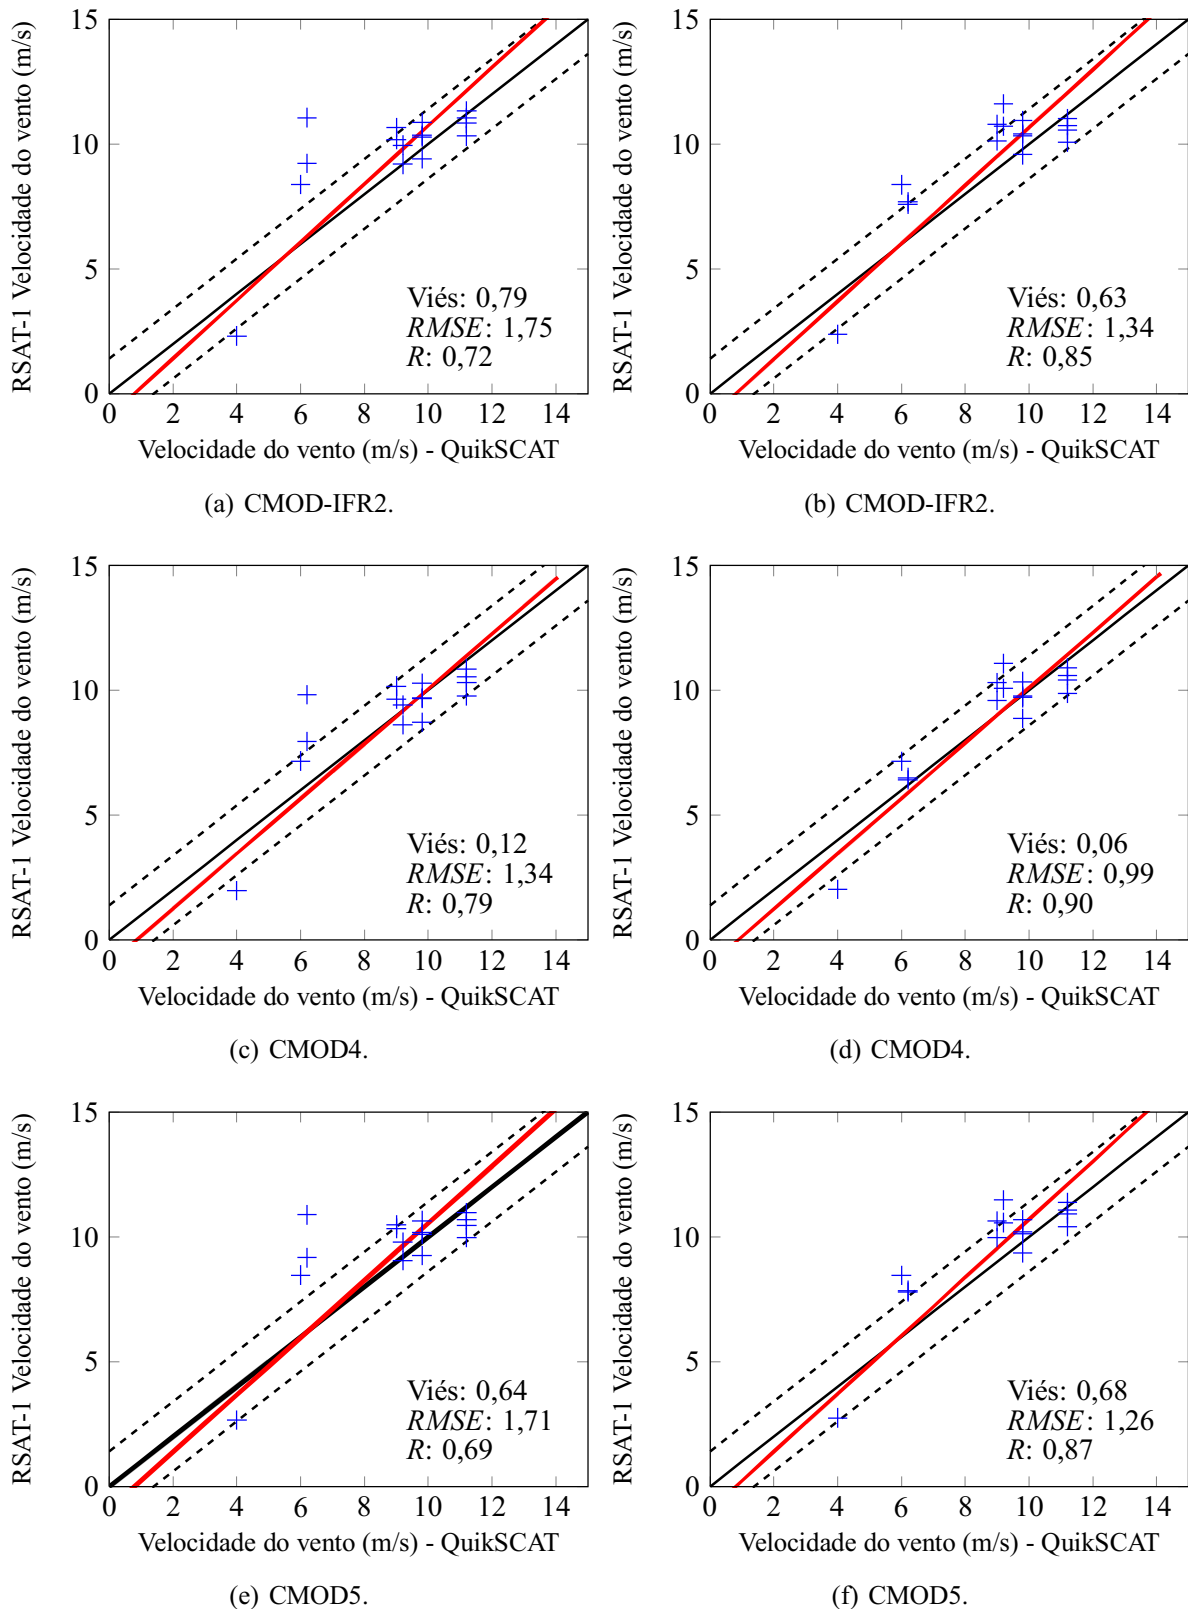 15
10
5
0
RSAT-1 Velocidade do vento (m/s)
Viés: 0,79
RMSE: 1,75
R: 0,72
0 2 4 6 8 10 12 14
Velocidade do vento (m/s) - QuikSCAT
(a) CMOD-IFR2.
15
10
5
0
RSAT-1 Velocidade do vento (m/s)
Viés: 0,63
RMSE: 1,34
R: 0,85
0 2 4 6 8 10 12 14
Velocidade do vento (m/s) - QuikSCAT
(b) CMOD-IFR2.
15
10
5
0
RSAT-1 Velocidade do vento (m/s)
Viés: 0,12
RMSE: 1,34
R: 0,79
0 2 4 6 8 10 12 14
Velocidade do vento (m/s) - QuikSCAT
(c) CMOD4.
15
10
5
0
RSAT-1 Velocidade do vento (m/s)
Viés: 0,06
RMSE: 0,99
R: 0,90
0 2 4 6 8 10 12 14
Velocidade do vento (m/s) - QuikSCAT
(d) CMOD4.
15
10
5
0
RSAT-1 Velocidade do vento (m/s)
Viés: 0,64
RMSE: 1,71
R: 0,69
0 2 4 6 8 10 12 14
Velocidade do vento (m/s) - QuikSCAT
(e) CMOD5.
15
10
5
0
RSAT-1 Velocidade do vento (m/s)
Viés: 0,68
RMSE: 1,26
R: 0,87
0 2 4 6 8 10 12 14
Velocidade do vento (m/s) - QuikSCAT
(f) CMOD5.